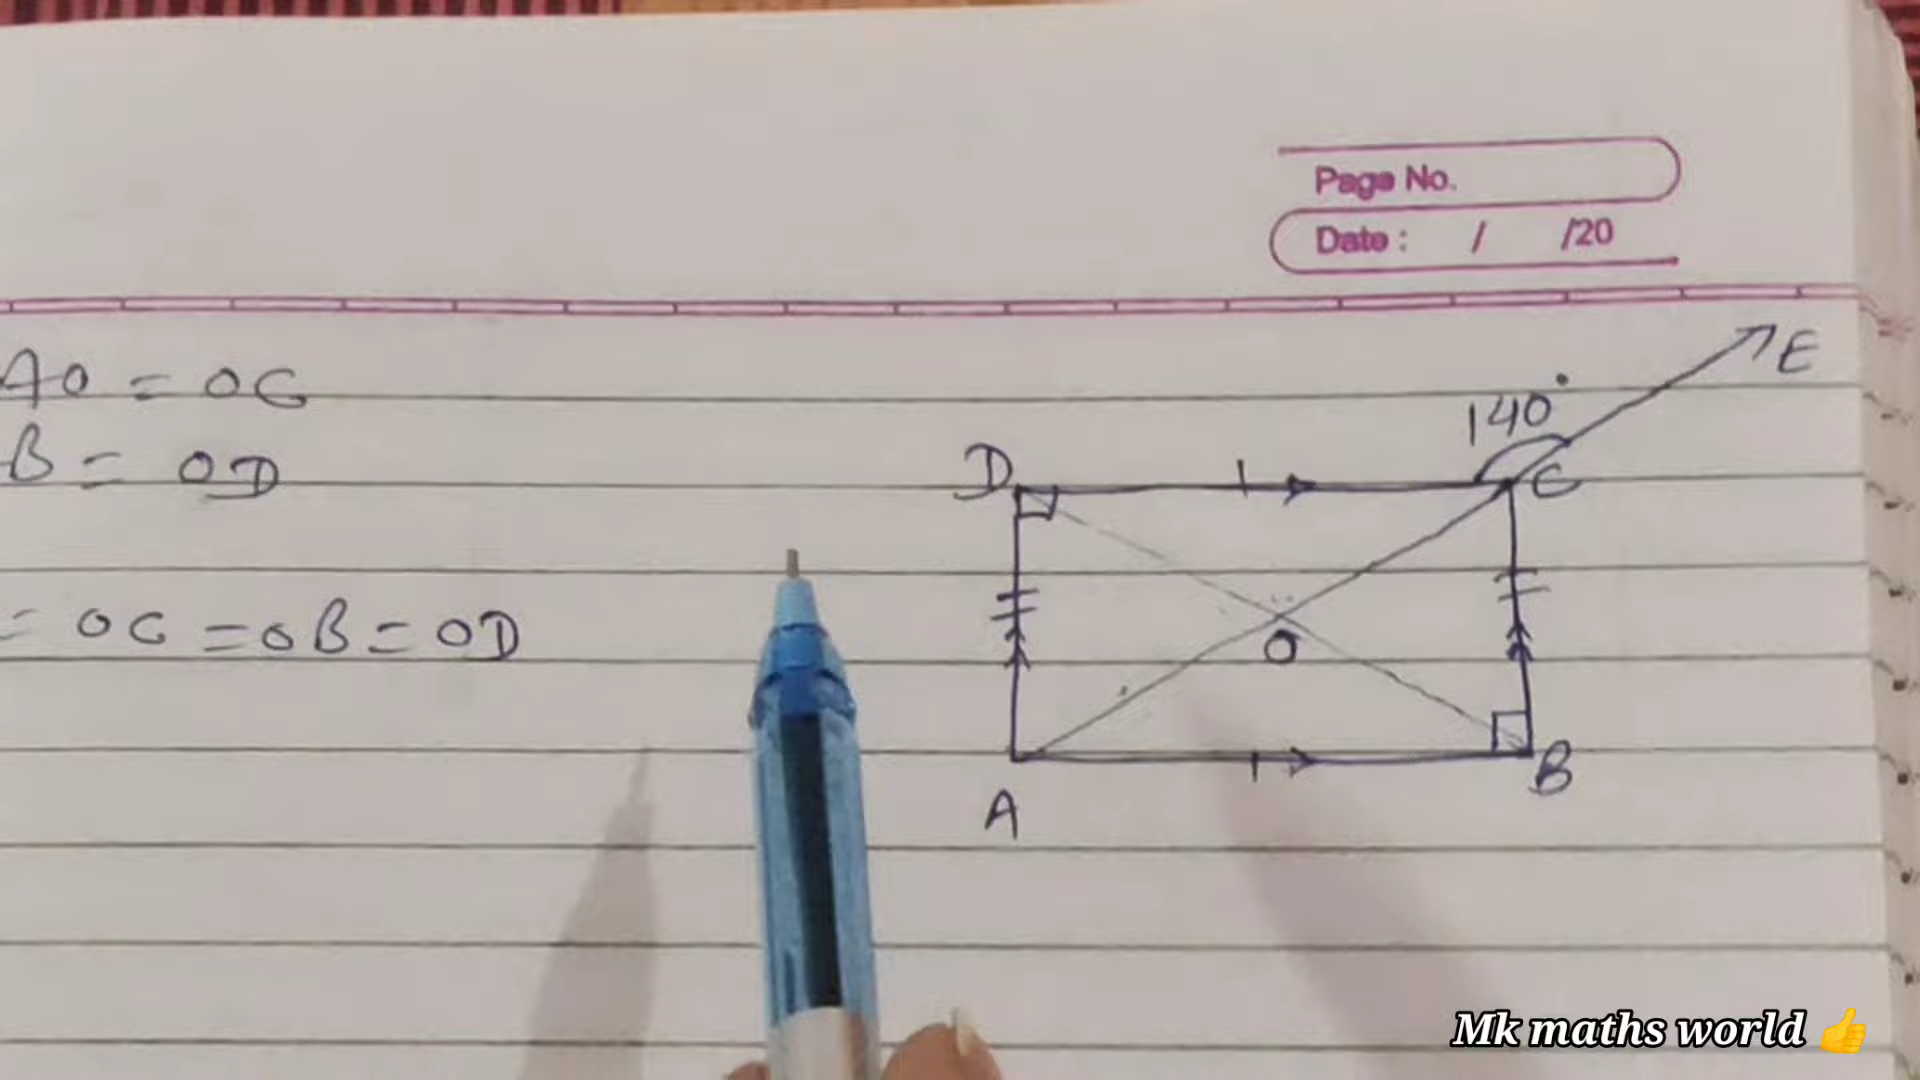 Page No.
Date : / /20
AO = OC
B = OD
= OC = OB = OD
E
140°
D
C
O
A
B
Mk maths world 👍